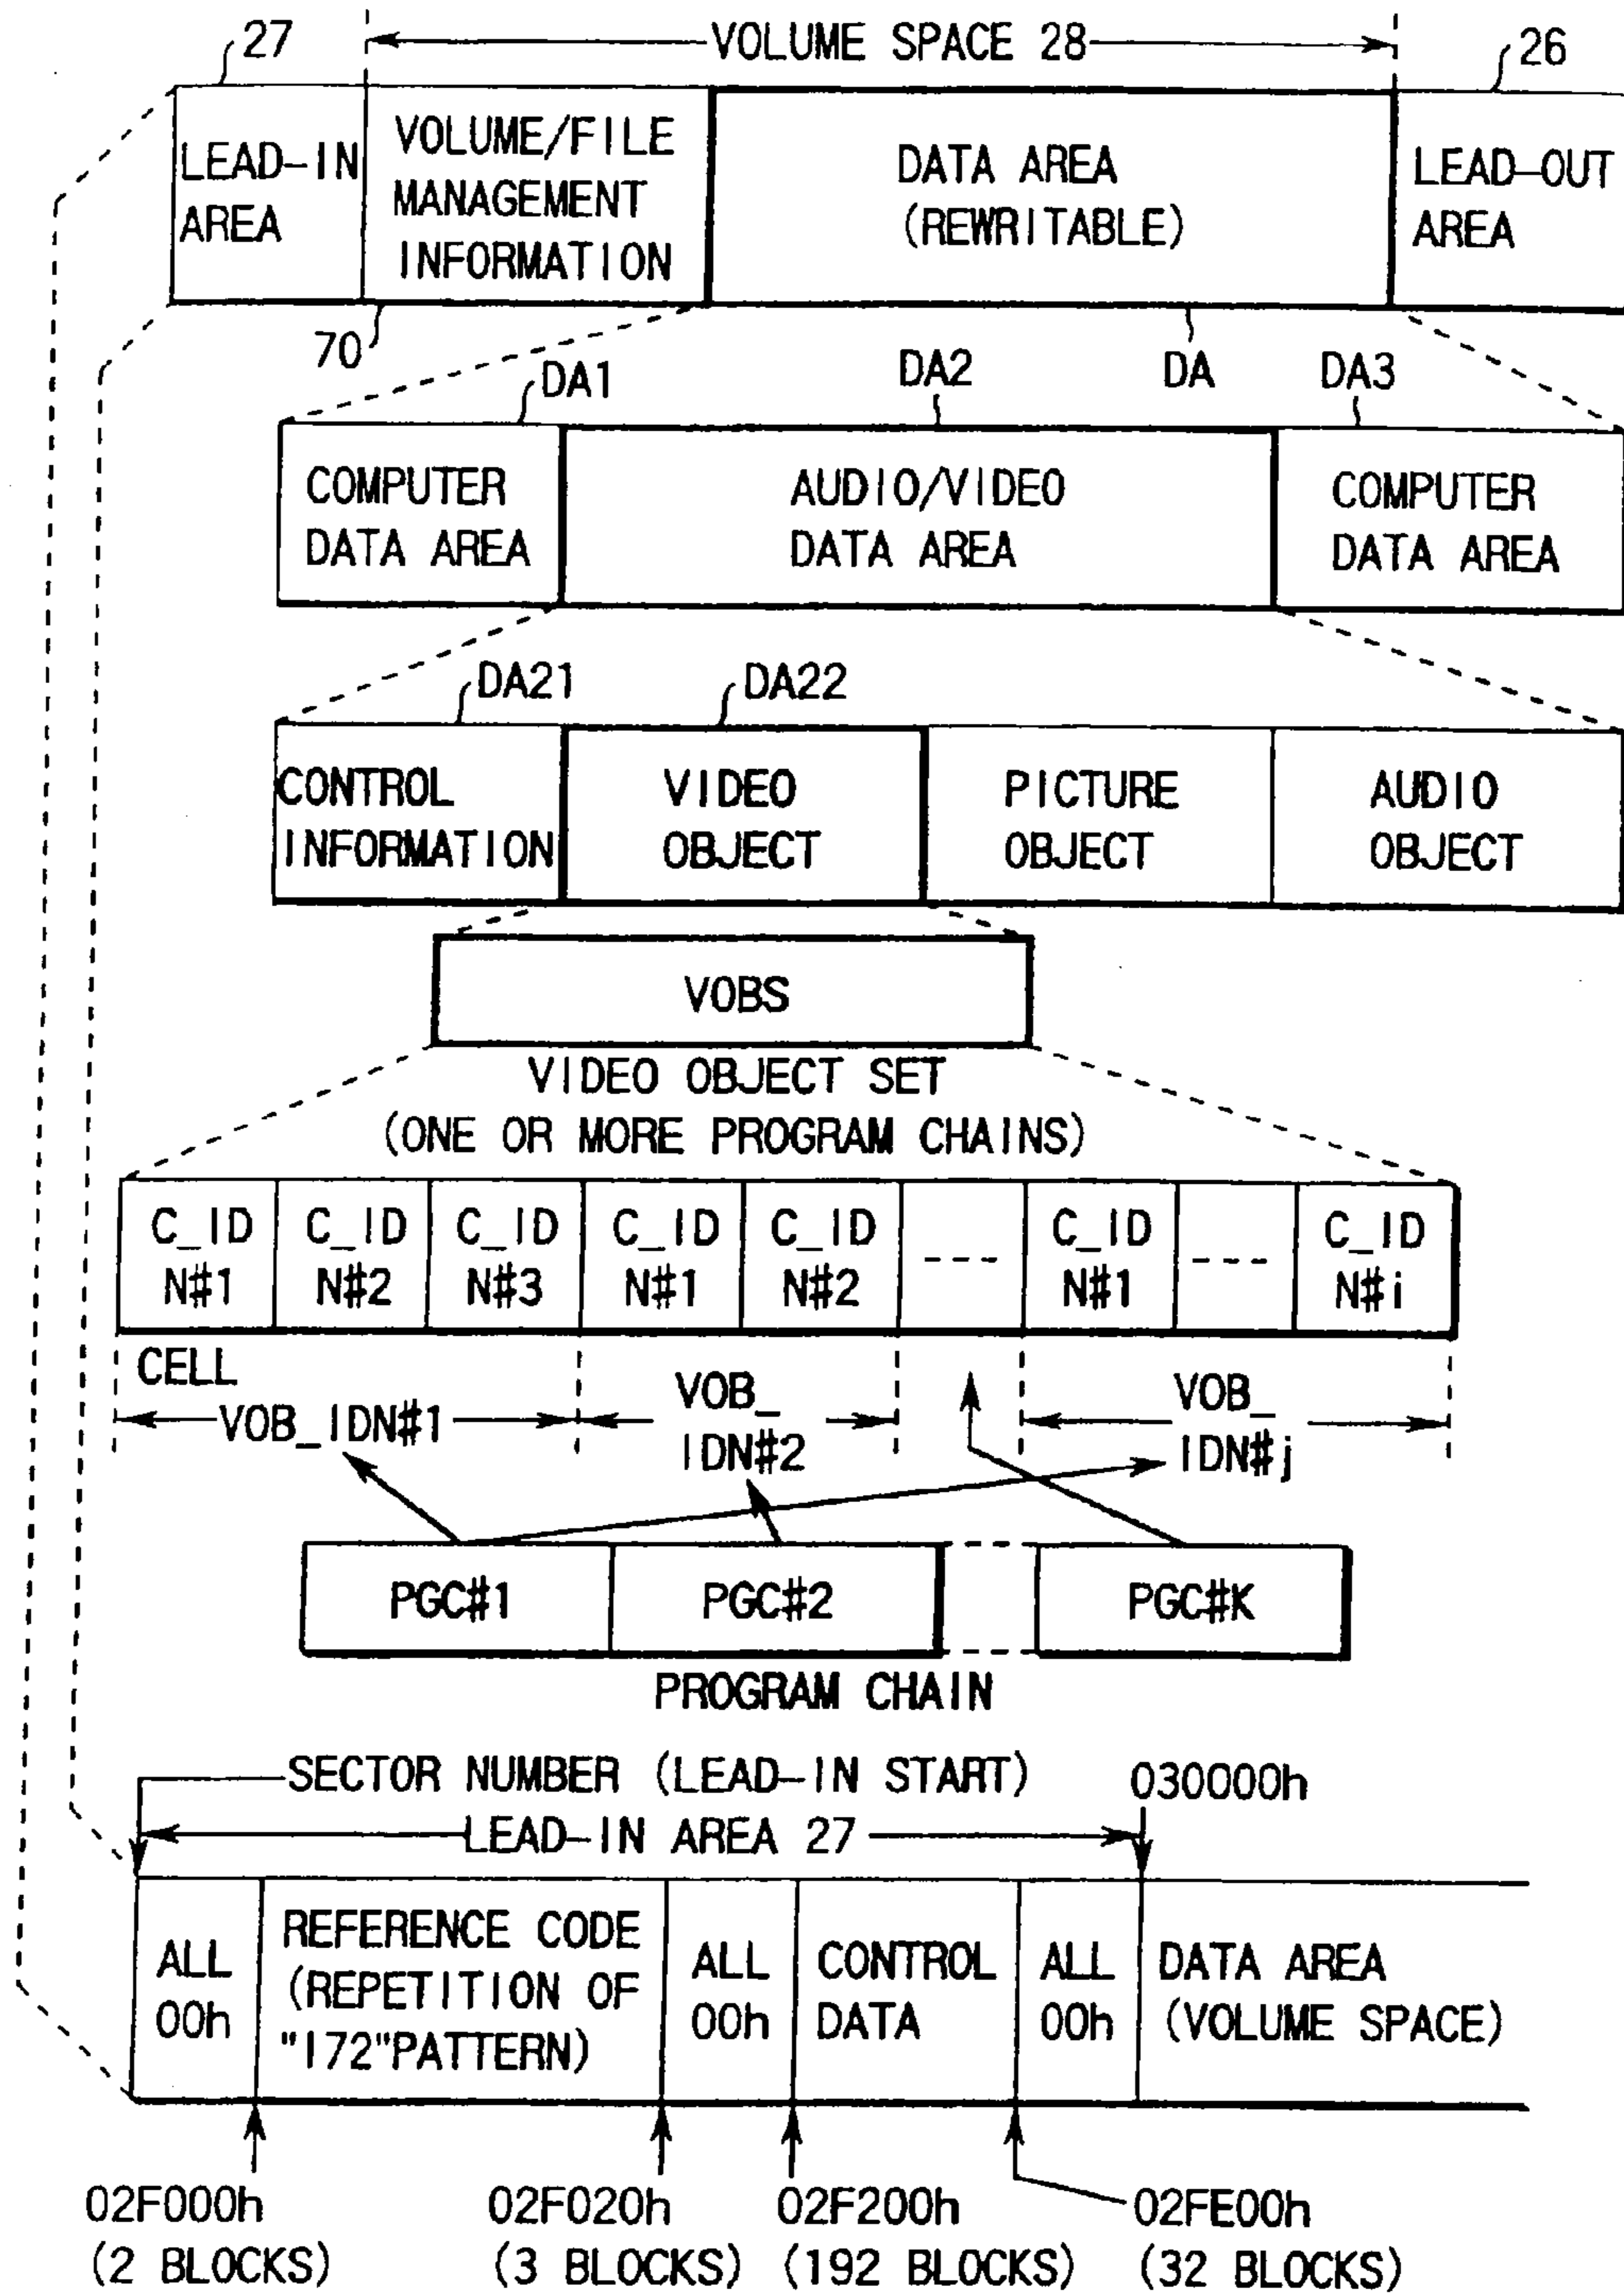 27
VOLUME SPACE 28
26
LEAD-IN
AREA
VOLUME/FILE
MANAGEMENT
INFORMATION
DATA AREA
(REWRITABLE)
LEAD-OUT
AREA
70
DA1
DA2
DA
DA3
COMPUTER
DATA AREA
AUDIO/VIDEO
DATA AREA
COMPUTER
DATA AREA
DA21
DA22
CONTROL
INFORMATION
VIDEO
OBJECT
PICTURE
OBJECT
AUDIO
OBJECT
VOBS
VIDEO OBJECT SET
(ONE OR MORE PROGRAM CHAINS)
C_ID
N#1
C_ID
N#2
C_ID
N#3
C_ID
N#1
C_ID
N#2
----
C_ID
N#1
----
C_ID
N#i
CELL
VOB_IDN#1
VOB_
IDN#2
VOB_
IDN#j
PGC#1
PGC#2
PGC#K
PROGRAM CHAIN
SECTOR NUMBER (LEAD-IN START)
030000h
LEAD-IN AREA 27
ALL
00h
REFERENCE CODE
(REPETITION OF
"172"PATTERN)
ALL
00h
CONTROL
DATA
ALL
00h
DATA AREA
(VOLUME SPACE)
02F000h
(2 BLOCKS)
02F020h
(3 BLOCKS)
02F200h
(192 BLOCKS)
02FE00h
(32 BLOCKS)